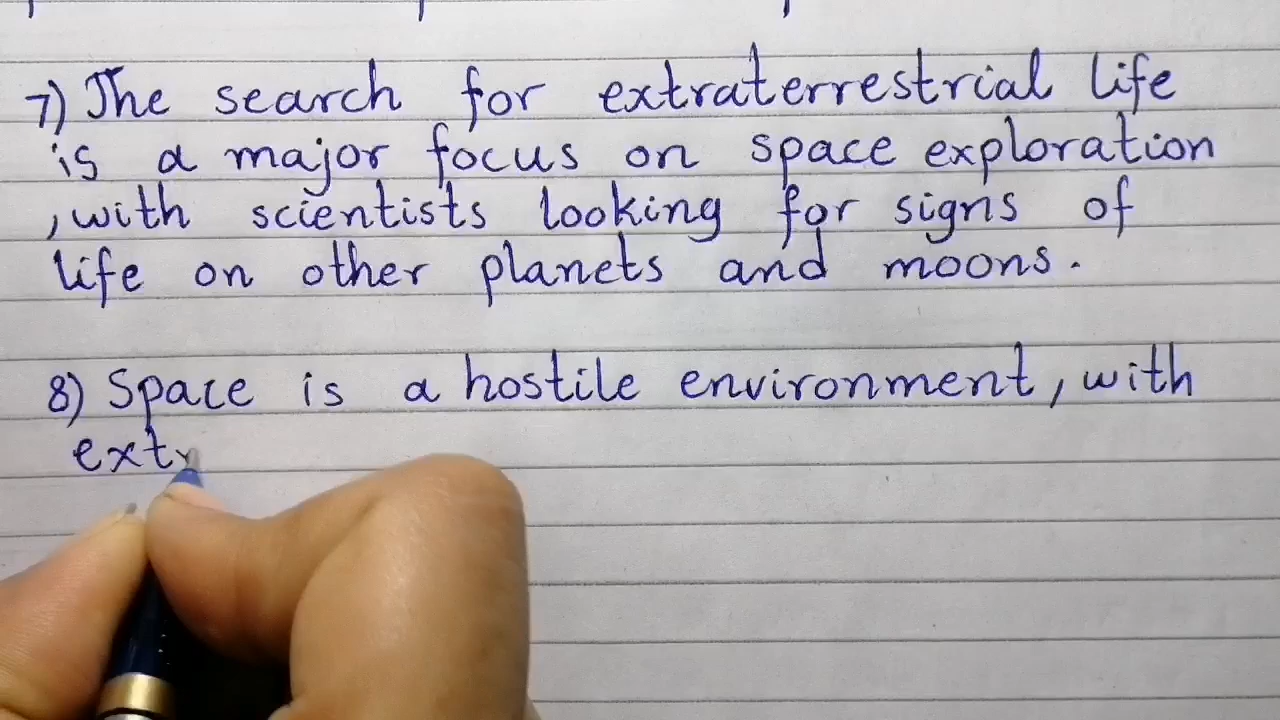 7) The search for extraterrestrial life
is a major focus on space exploration
, with scientists looking for signs of
life on other planets and moons.
8) Space is a hostile environment, with
extr